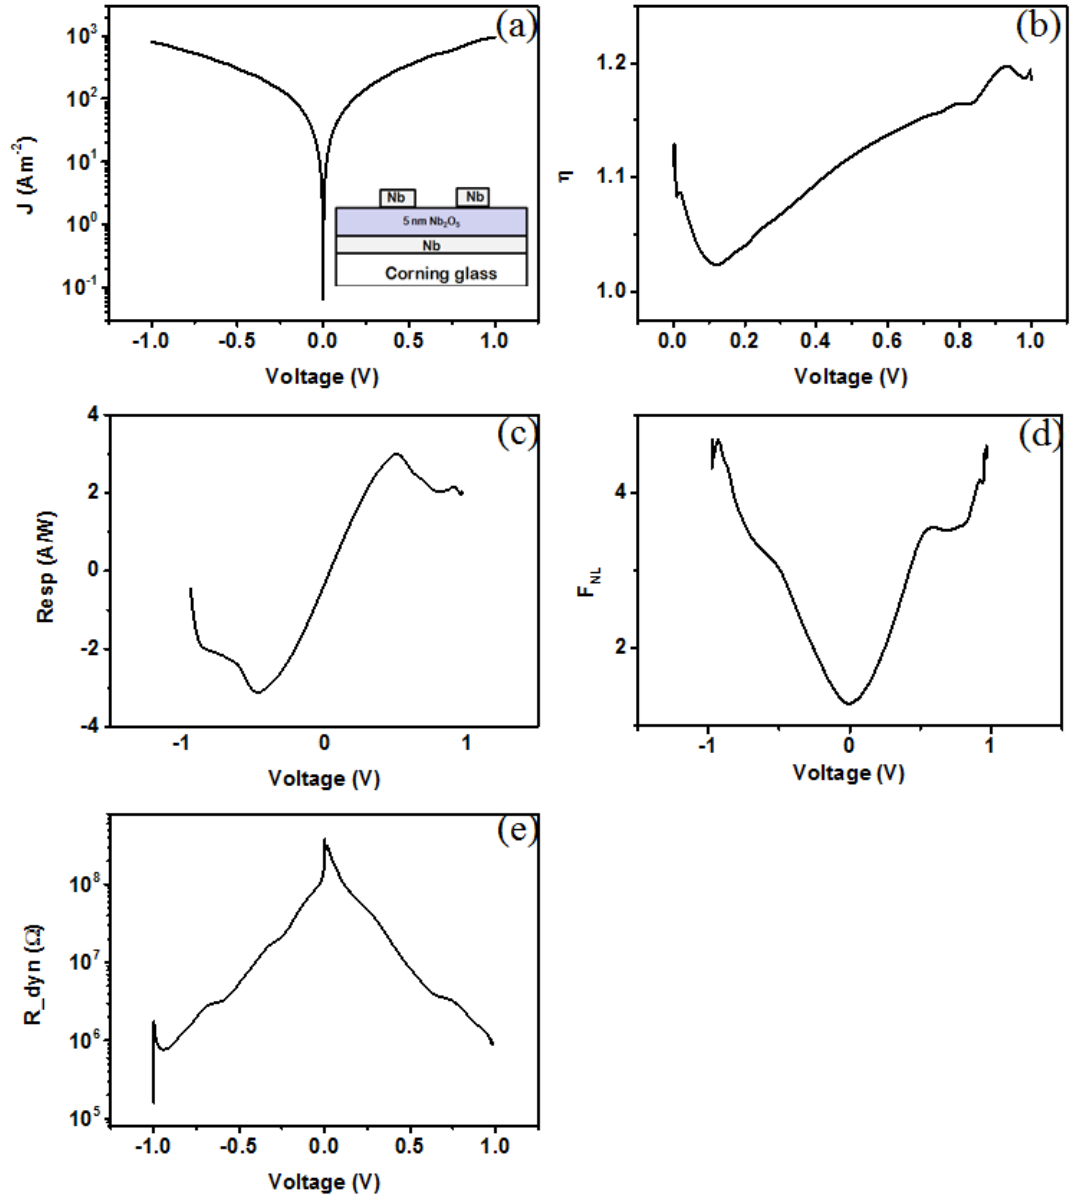 (a)
10³
10²
10¹
10⁰
10⁻¹
J (Am⁻²)
Nb
Nb
5 nm Nb₂O₅
Nb
Corning glass
-1.0 -0.5 0.0 0.5 1.0
Voltage (V)
(b)
1.2
1.1
1.0
η
0.0 0.2 0.4 0.6 0.8 1.0
Voltage (V)
(c)
4
2
0
-2
-4
Resp (A/W)
-1 0 1
Voltage (V)
(d)
4
2
F_NL
-1 0 1
Voltage (V)
(e)
10⁸
10⁷
10⁶
10⁵
R_dyn (Ω)
-1.0 -0.5 0.0 0.5 1.0
Voltage (V)